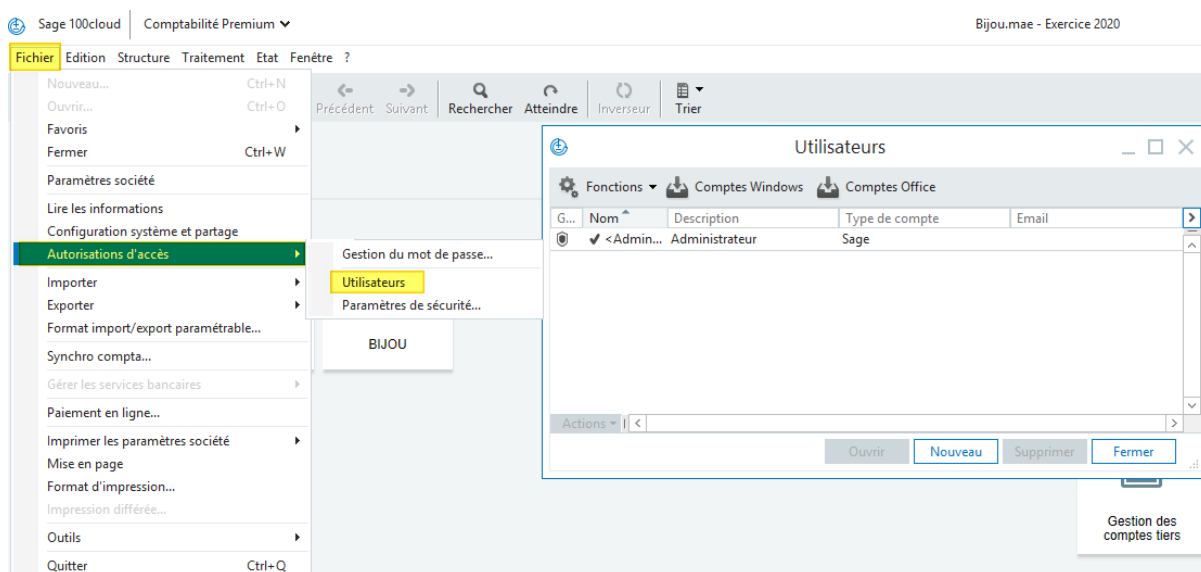 Sage 100cloud Comptabilité Premium
Bijou.mae - Exercice 2020
Fichier Edition Structure Traitement Etat Fenêtre ?
Nouveau... Ctrl+N
Ouvrir... Ctrl+O
Favoris
Fermer Ctrl+W
Paramètres société
Lire les informations
Configuration système et partage
Autorisations d'accès
Importer
Exporter
Format import/export paramétrable...
Synchro compta...
Gérer les services bancaires
Paiement en ligne...
Imprimer les paramètres société
Mise en page
Format d'impression...
Impression différée...
Outils
Quitter Ctrl+Q
Précédent Suivant Rechercher Atteindre Inverseur Trier
Gestion du mot de passe...
Utilisateurs
Paramètres de sécurité...
BIJOU
Utilisateurs
Fonctions Comptes Windows Comptes Office
G... Nom Description Type de compte Email
<Admin... Administrateur Sage
Actions
Ouvrir Nouveau Supprimer Fermer
Gestion des
comptes tiers